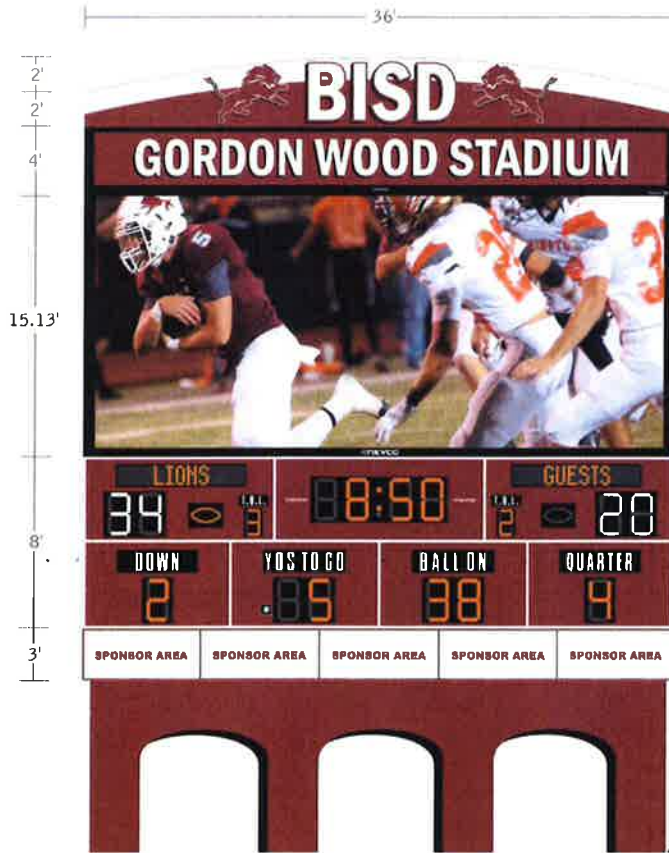 36'
2'
BISD
2'
4'
GORDON WOOD STADIUM
15.13'
5
NEVCO
8'
LIONS
GUESTS
34
T.O.L.
3
8:50
T.O.L.
2
20
DOWN
YDS TO GO
BALL ON
QUARTER
2
5
38
4
3'
SPONSOR AREA
SPONSOR AREA
SPONSOR AREA
SPONSOR AREA
SPONSOR AREA